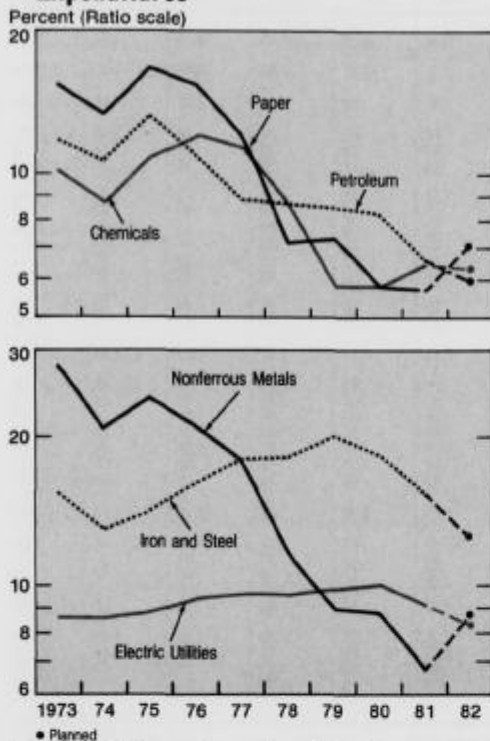 Expenditures
Percent (Ratio scale)
20
Paper
10
Petroleum
8
Chemicals
6
5
30
Nonferrous Metals
20
Iron and Steel
10
8
Electric Utilities
6
1973 74 75 76 77 78 79 80 81 82
● Planned